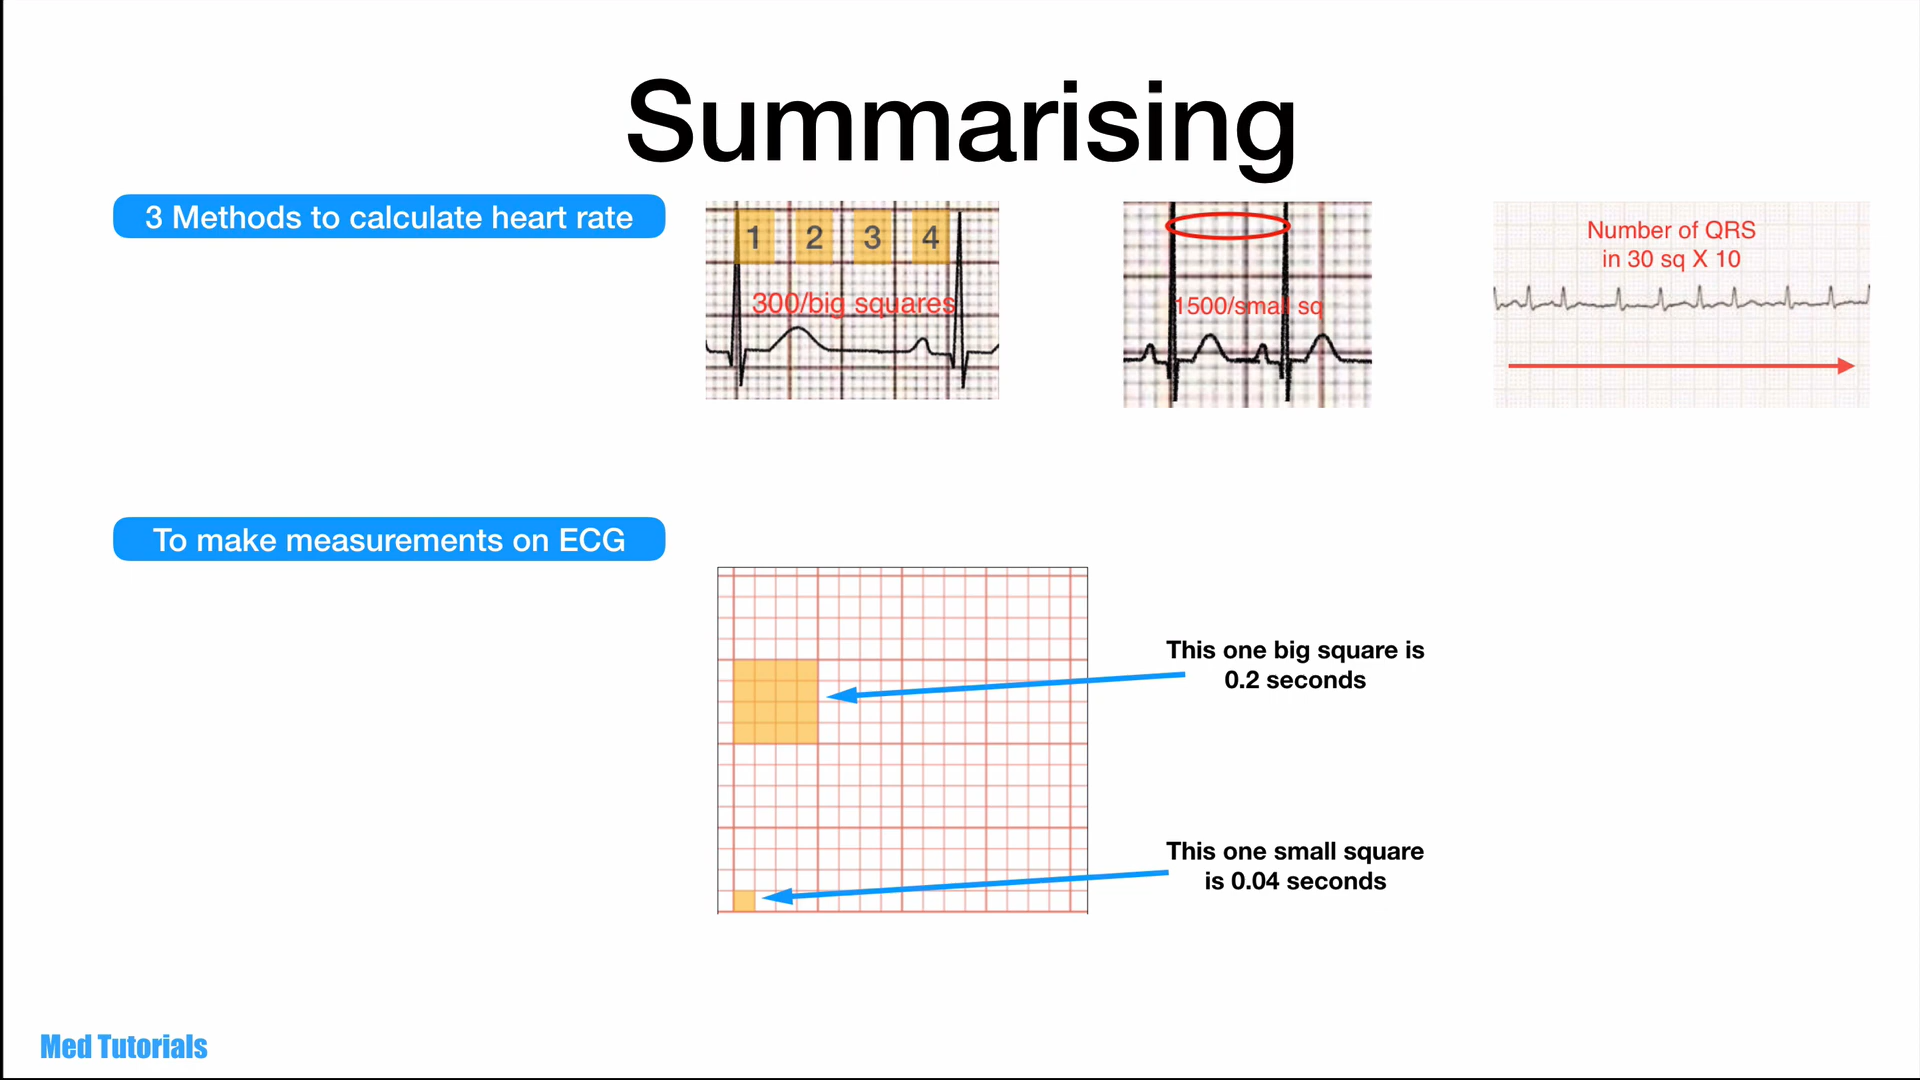 Summarising
3 Methods to calculate heart rate
1 2 3 4
300/big squares
1500/small sq
Number of QRS
in 30 sq X 10
To make measurements on ECG
This one big square is
0.2 seconds
This one small square
is 0.04 seconds
Med Tutorials